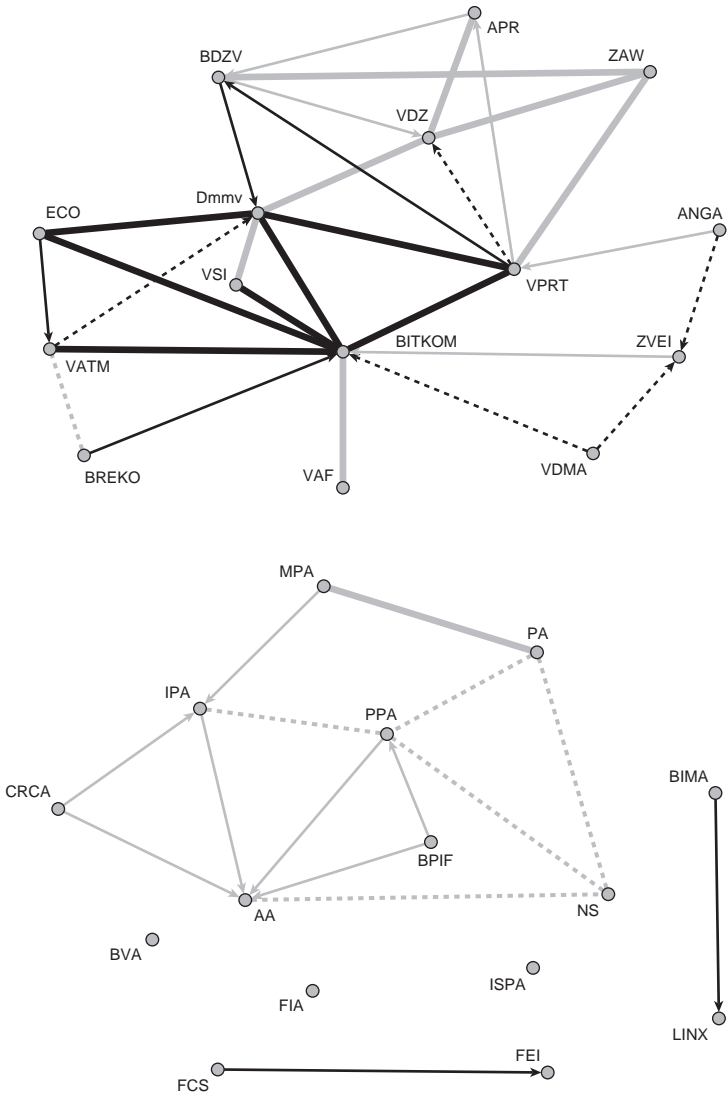 APR
BDZV
ZAW
VDZ
Dmmv
ECO
ANGA
VSI
VPRT
BITKOM
ZVEI
VATM
BREKO
VAF
VDMA
MPA
PA
IPA
PPA
BIMA
CRCA
BPIF
AA
NS
BVA
ISPA
FIA
LINX
FEI
FCS